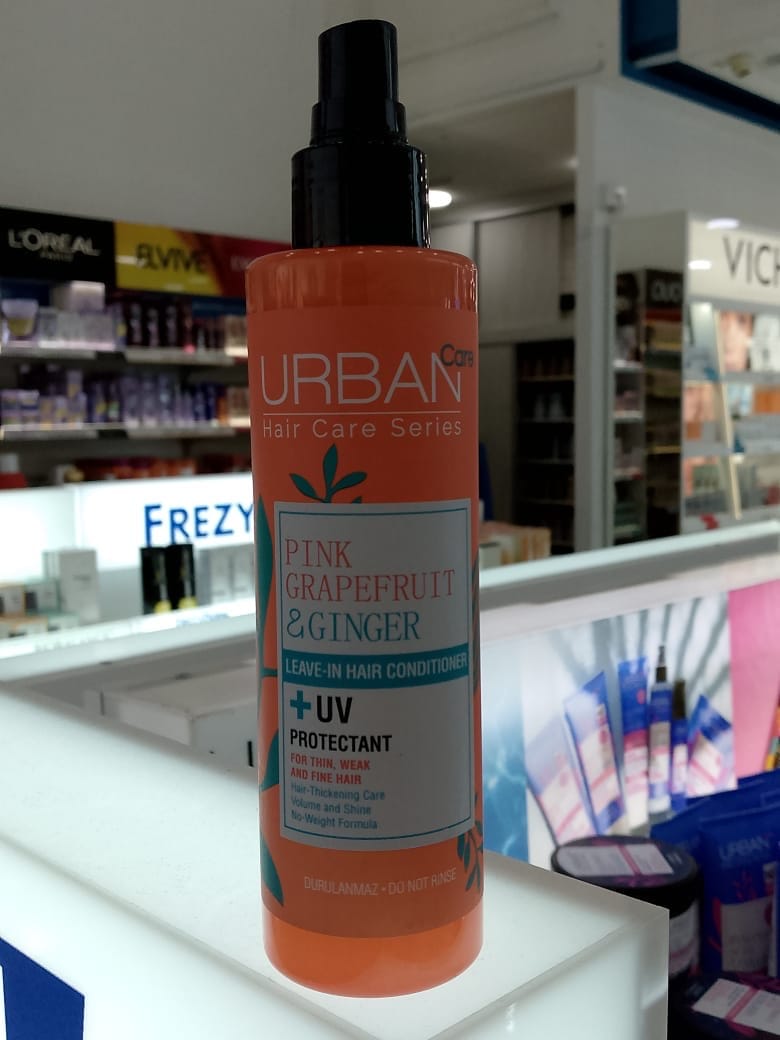 L'ORÉAL
PARIS
ELVIVE
VICH
DUO
URBAN Care
Hair Care Series
FREZY
PINK
GRAPEFRUIT
&GINGER
LEAVE-IN HAIR CONDITIONER
+UV
PROTECTANT
FOR THIN, WEAK
AND FINE HAIR
Hair-Thickening Care
Volume and Shine
No-Weight Formula
DURULANMAZ • DO NOT RINSE
URBAN